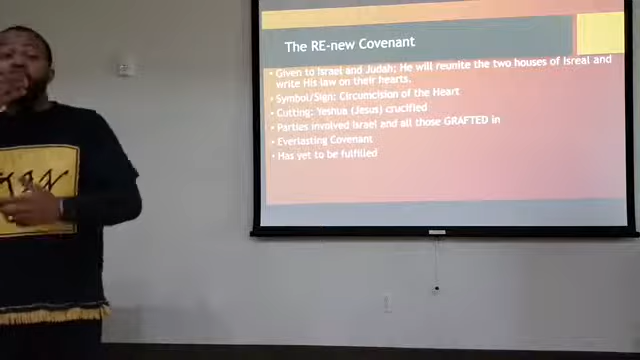 The RE-new Covenant
• Given to Israel and Judah; He will reunite the two houses of Isreal and
write His law on their hearts.
• Symbol/Sign: Circumcision of the Heart
• Cutting: Yeshua (Jesus) crucified
• Parties involved Israel and all those GRAFTED in
• Everlasting Covenant
• Has yet to be fulfilled